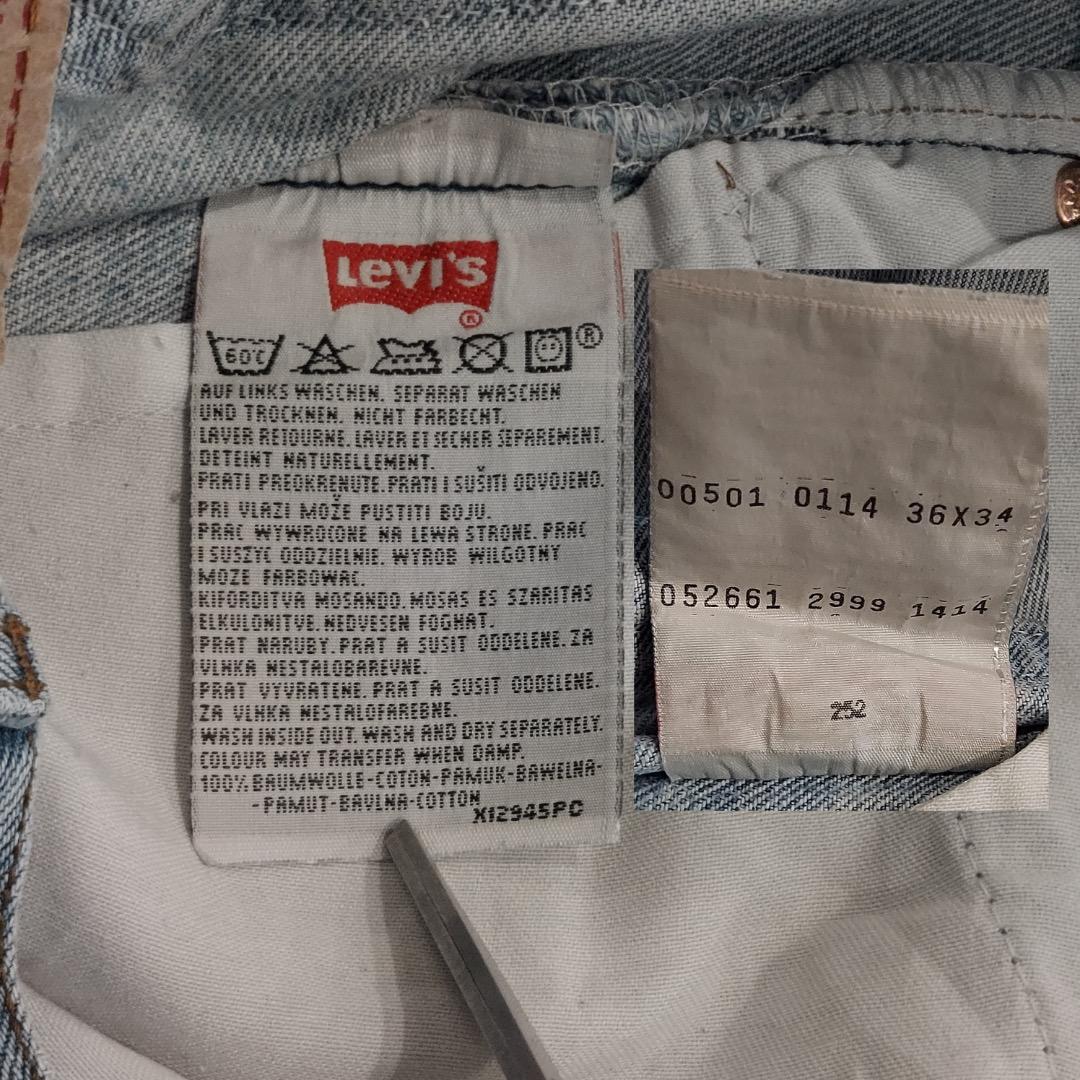 LEVI'S
®
60C
®
AUF LINKS WASCHEN. SEPARAT WASCHEN
UND TROCKNEN. NICHT FARBECHT.
LAVER RETOURNE. LAVER ET SECHER SEPAREMENT.
DETEINT NATURELLEMENT.
PRATI PREOKRENUTE. PRATI I SUŠITI ODVOJENO.
PRI VLAZI MOŽE PUSTITI BOJU.
PRAC WYWROCONE NA LEWA STRONE. PRAC
I SUSZYC ODDZIELNIE. WYROB WILGOTNY
MOZE FARBOWAC.
KIFORDITVA MOSANDO. MOSAS ES SZARITAS
ELKULONITVE. NEDVESEN FOGHAT.
PRAT NARUBY. PRAT A SUSIT ODDELENE. ZA
VLHKA NESTALOBAREVNE.
PRAT VYVRATENE. PRAT A SUSIT ODDELENE.
ZA VLHKA NESTALOFAREBNE.
WASH INSIDE OUT. WASH AND DRY SEPARATELY.
COLOUR MAY TRANSFER WHEN DAMP.
100% BAUMWOLLE-COTON-PAMUK-BAWELNA-
-PAMUT-BAVLNA-COTTON
X12945PC
00501 0114 36X34
052661 2999 1414
252